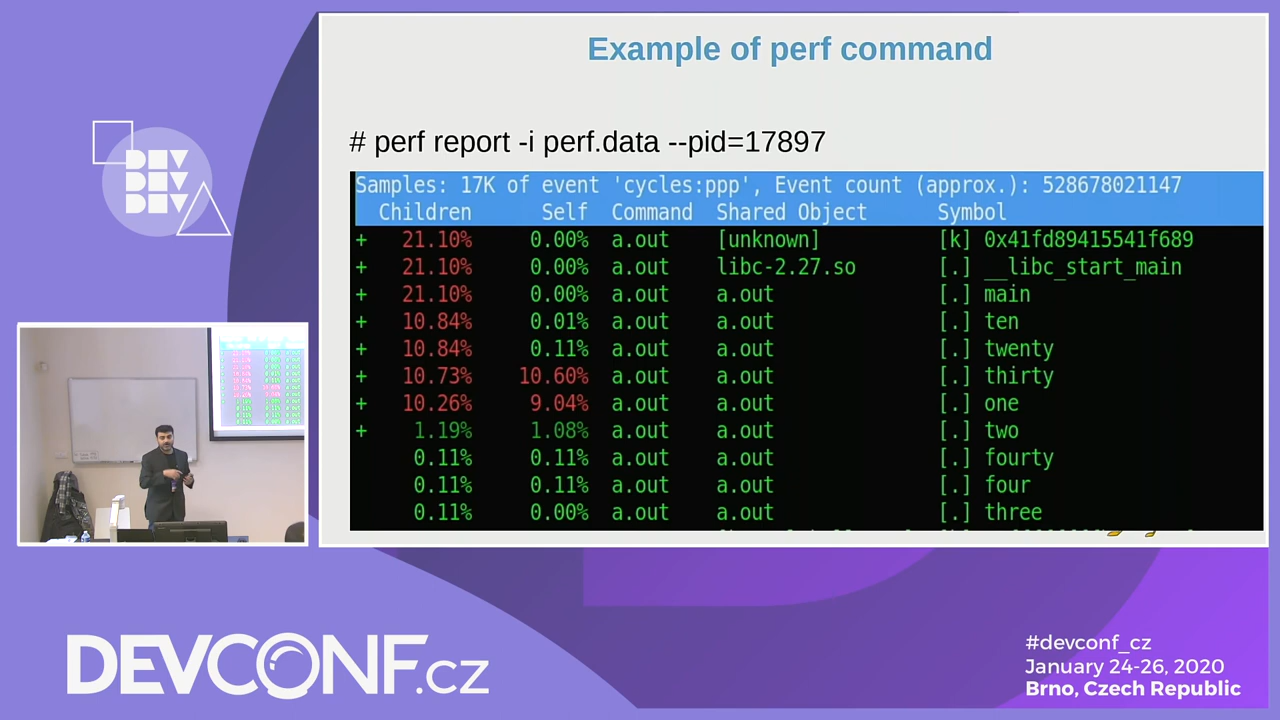 Example of perf command
# perf report -i perf.data --pid=17897
Samples: 17K of event 'cycles:ppp', Event count (approx.): 528678021147
Children Self Command Shared Object Symbol
+ 21.10% 0.00% a.out [unknown] [k] 0x41fd89415541f689
+ 21.10% 0.00% a.out libc-2.27.so [.] __libc_start_main
+ 21.10% 0.00% a.out a.out [.] main
+ 10.84% 0.01% a.out a.out [.] ten
+ 10.84% 0.11% a.out a.out [.] twenty
+ 10.73% 10.60% a.out a.out [.] thirty
+ 10.26% 9.04% a.out a.out [.] one
+ 1.19% 1.08% a.out a.out [.] two
0.11% 0.11% a.out a.out [.] fourty
0.11% 0.11% a.out a.out [.] four
0.11% 0.00% a.out a.out [.] three
DEV
DEV
DEV
DEVCONF.cz
#devconf_cz
January 24-26, 2020
Brno, Czech Republic